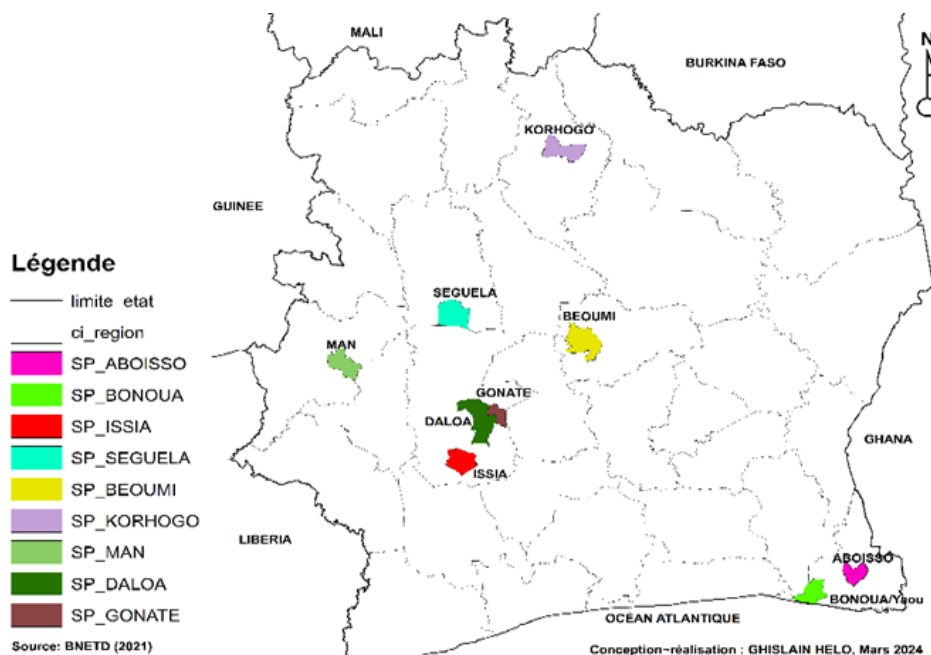 MALI
N
BURKINA FASO
KORHOGO
GUINEE
SEGUELA
BEOUMI
MAN
GONATE
DALOA
ISSIA
GHANA
LIBERIA
ABOISSO
BONOUA/Yaou
OCEAN ATLANTIQUE
Légende
limite etat
ci_region
SP_ABOISSO
SP_BONOUA
SP_ISSIA
SP_SEGUELA
SP_BEOUMI
SP_KORHOGO
SP_MAN
SP_DALOA
SP_GONATE
Source: BNETD (2021)
Conception-réalisation : GHISLAIN HELO, Mars 2024